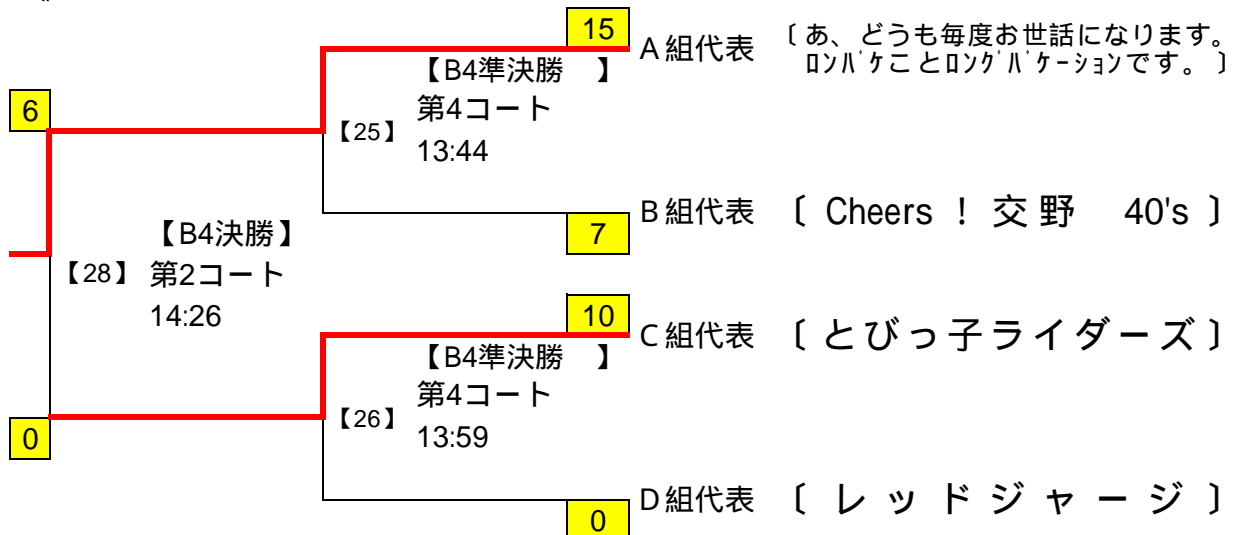 15
A組代表 〔あ、どうも毎度お世話になります。
ロンバケことロングバケーションです。〕
【B4準決勝 】
第4コート
【25】
13:44
6
B組代表 〔 Cheers ! 交野 40's 〕
7
【B4決勝】
【28】 第2コート
14:26
10
C組代表 〔とびっ子ライダーズ〕
【B4準決勝 】
第4コート
【26】
13:59
0
D組代表 〔レッドジャージ〕
0